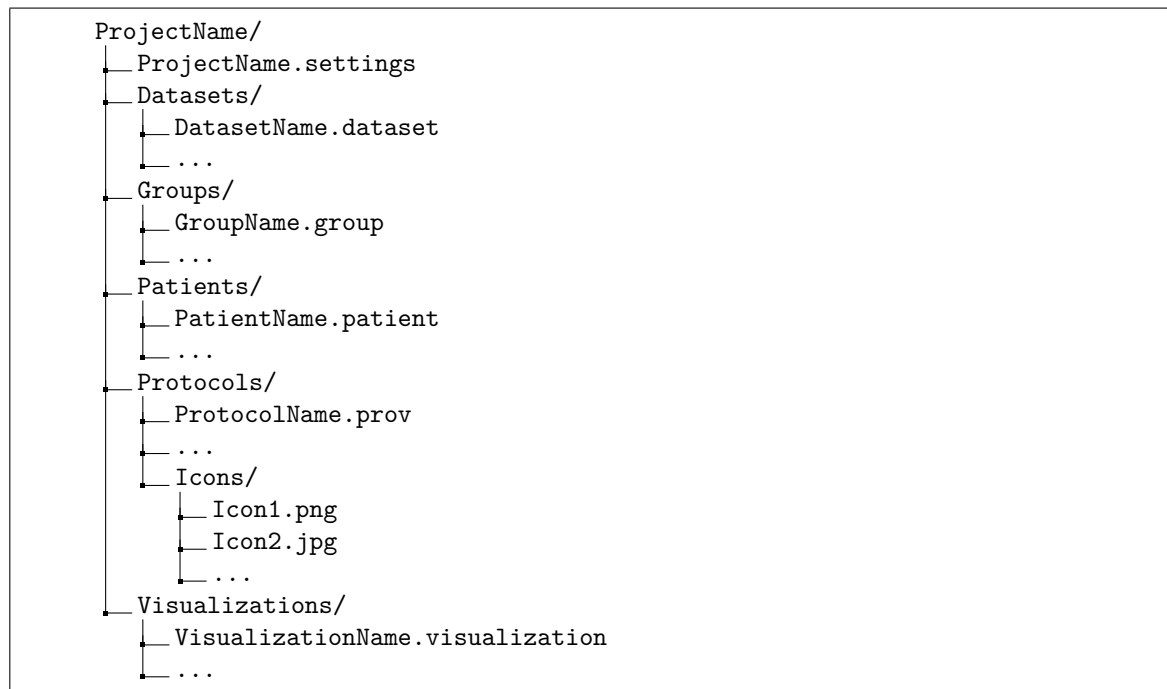 ProjectName/
ProjectName.settings
Datasets/
DatasetName.dataset
...
Groups/
GroupName.group
...
Patients/
PatientName.patient
...
Protocols/
ProtocolName.prov
...
Icons/
Icon1.png
Icon2.jpg
...
Visualizations/
VisualizationName.visualization
...